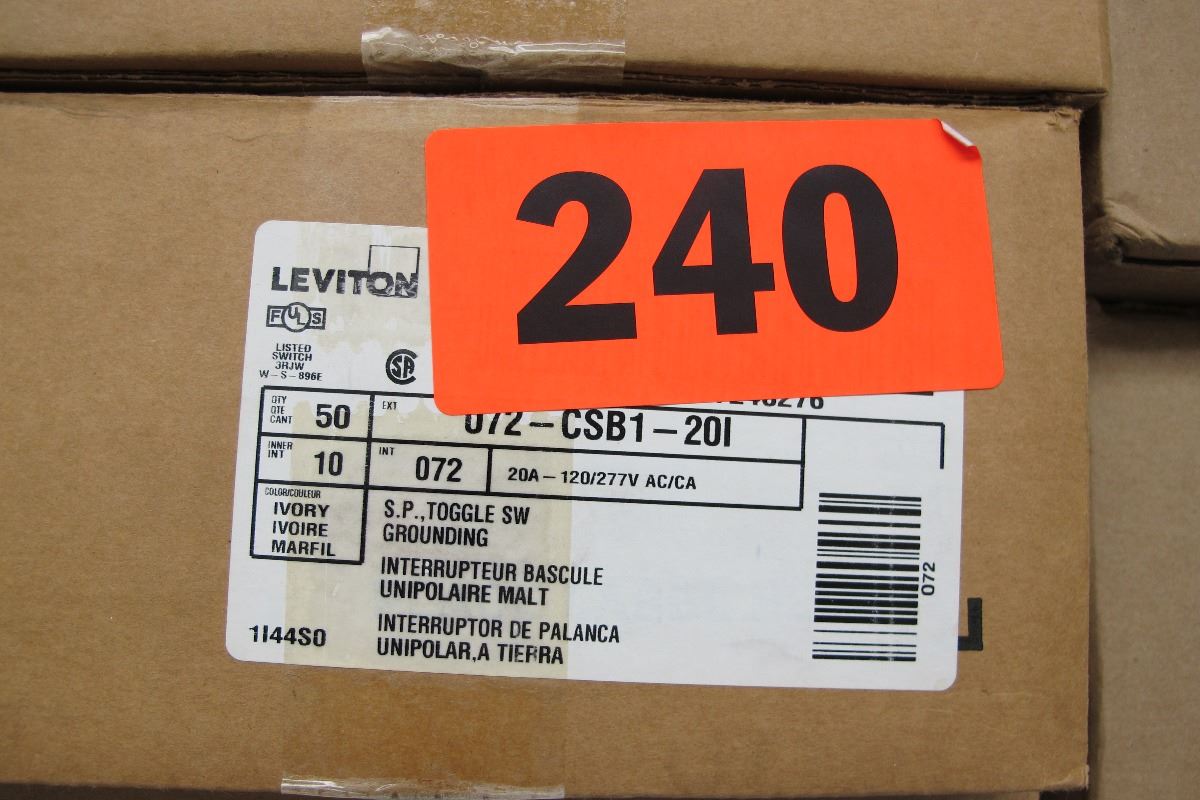 240
LEVITON
F UL S
LISTED
SWITCH
3RJW
W-S-896E
SA
QTY
QTE
CANT
50
EXT
072-CSB1-20I
INNER
INT
10
INT
072
20A-120/277V AC/CA
COLOR/COULEUR
IVORY
IVOIRE
MARFIL
S.P.,TOGGLE SW
GROUNDING
INTERRUPTEUR BASCULE
UNIPOLAIRE MALT
INTERRUPTOR DE PALANCA
UNIPOLAR,A TIERRA
1I44S0
072